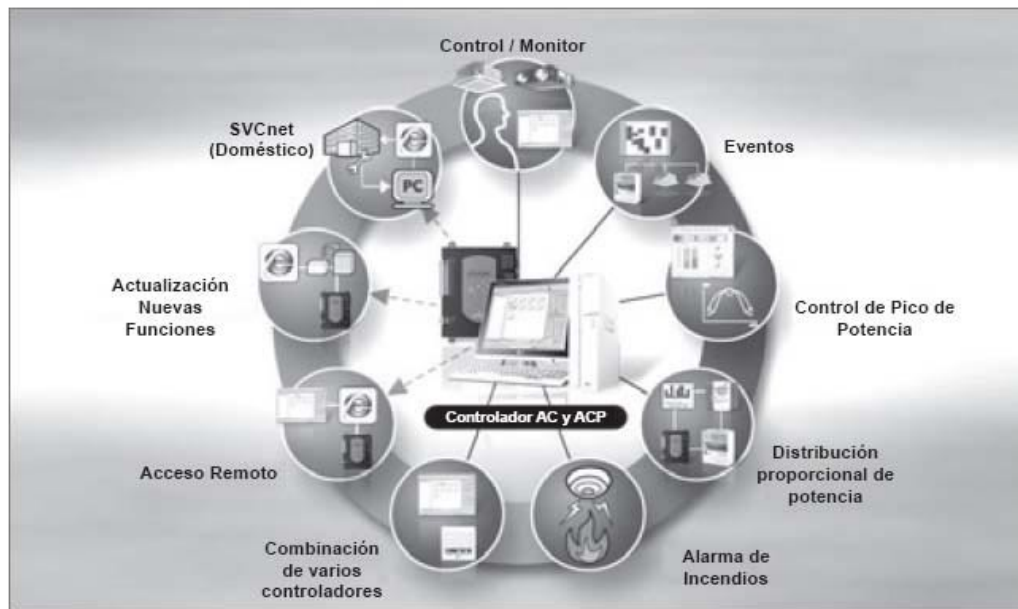 Control / Monitor
SVCnet
(Doméstico)
Eventos
PC
Actualización
Nuevas
Funciones
Control de Pico de
Potencia
Controlador AC y ACP
Acceso Remoto
Distribución
proporcional de
potencia
Combinación
de varios
controladores
Alarma de
Incendios